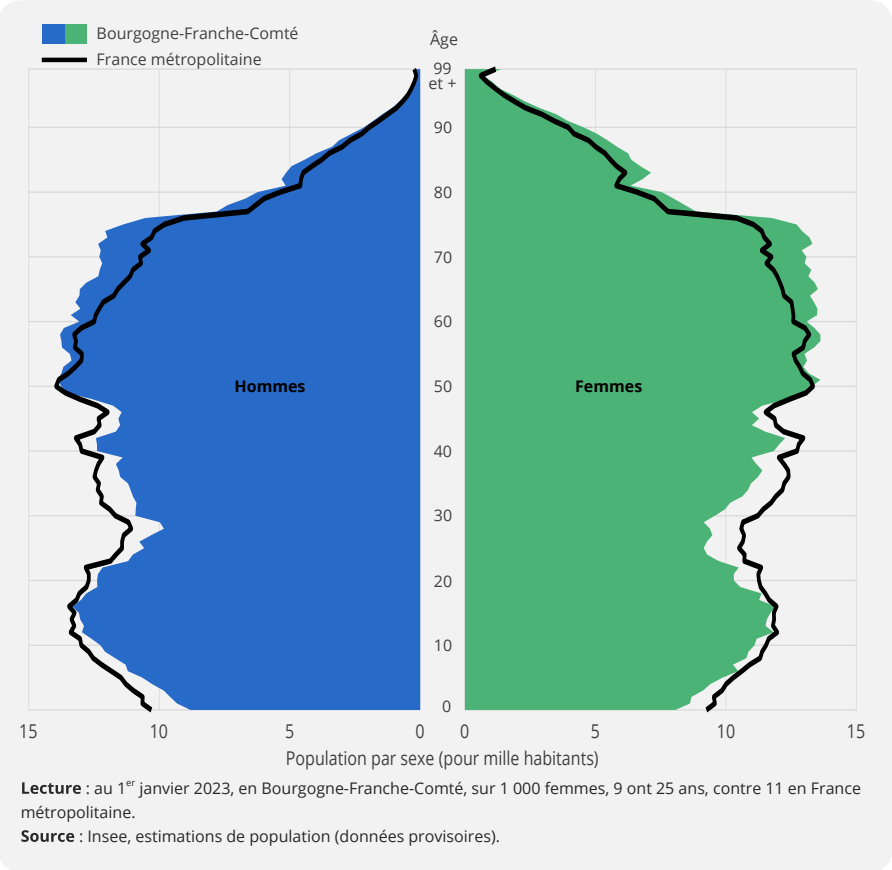 Bourgogne-Franche-Comté
France métropolitaine
Âge
99
et +
90
80
70
60
50
40
30
20
10
0
Hommes
Femmes
15 10 5 0 0 5 10 15
Population par sexe (pour mille habitants)
Lecture : au 1er janvier 2023, en Bourgogne-Franche-Comté, sur 1 000 femmes, 9 ont 25 ans, contre 11 en France
métropolitaine.
Source : Insee, estimations de population (données provisoires).